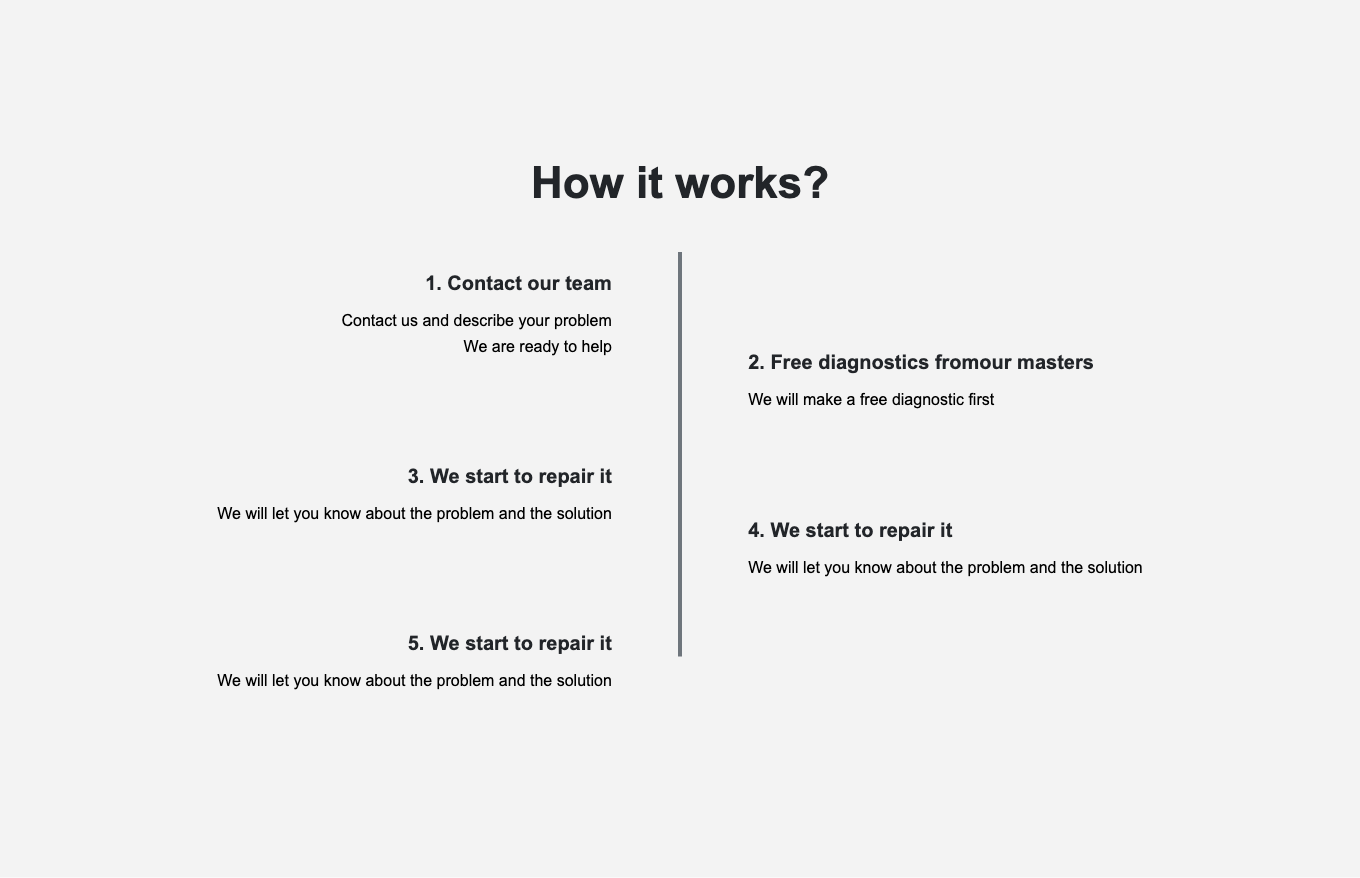 How it works?
1. Contact our team
Contact us and describe your problem
We are ready to help
2. Free diagnostics fromour masters
We will make a free diagnostic first
3. We start to repair it
We will let you know about the problem and the solution
4. We start to repair it
We will let you know about the problem and the solution
5. We start to repair it
We will let you know about the problem and the solution